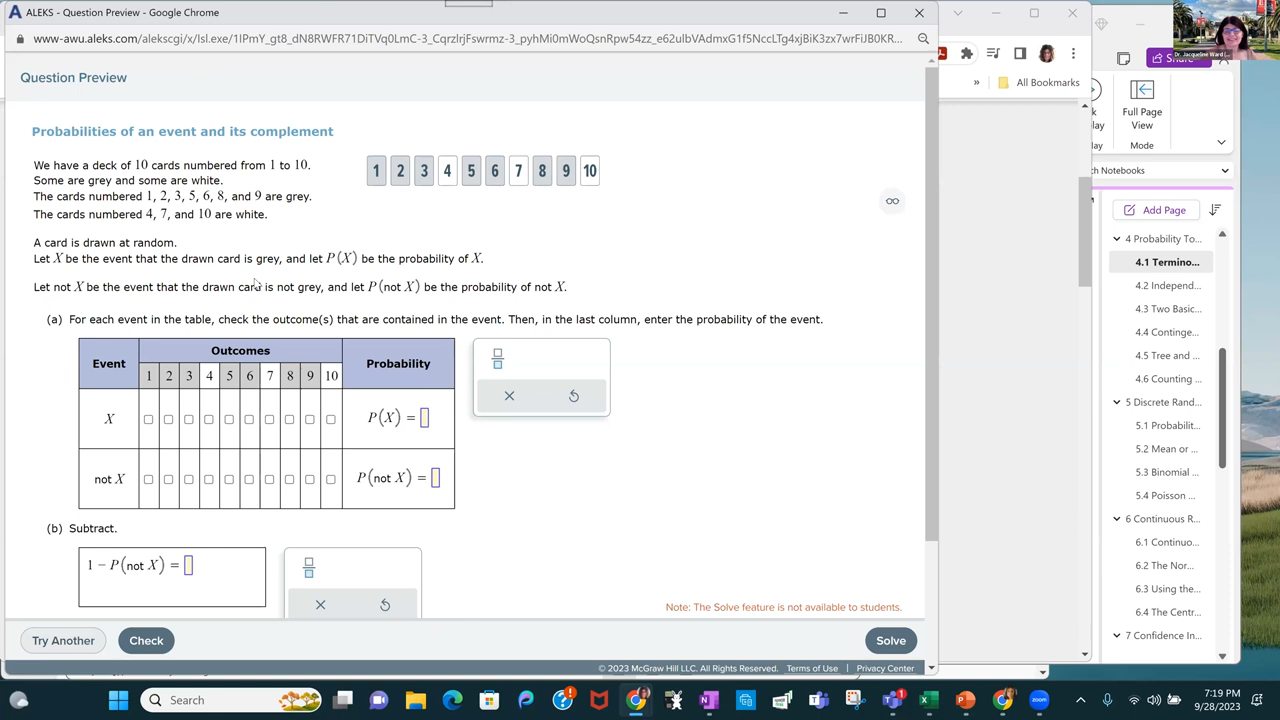 ALEKS - Question Preview - Google Chrome
Question Preview
Probabilities of an event and its complement
We have a deck of 10 cards numbered from 1 to 10.
Some are grey and some are white.
The cards numbered 1, 2, 3, 5, 6, 8, and 9 are grey.
The cards numbered 4, 7, and 10 are white.
1 2 3 4 5 6 7 8 9 10
A card is drawn at random.
Let X be the event that the drawn card is grey, and let P(X) be the probability of X.
Let not X be the event that the drawn card is not grey, and let P(not X) be the probability of not X.
(a) For each event in the table, check the outcome(s) that are contained in the event. Then, in the last column, enter the probability of the event.
Event Outcomes Probability
1 2 3 4 5 6 7 8 9 10
X P(X) =
not X P(not X) =
(b) Subtract.
1 − P(not X) =
Note: The Solve feature is not available to students.
Try Another Check Solve
© 2023 McGraw Hill LLC. All Rights Reserved. Terms of Use | Privacy Center
» All Bookmarks
Share
Full Page
View
Mode
Notebooks
Add Page
4 Probability To...
4.1 Termino...
4.2 Independ...
4.3 Two Basic...
4.4 Continge...
4.5 Tree and ...
4.6 Counting ...
5 Discrete Rand...
5.1 Probabilit...
5.2 Mean or ...
5.3 Binomial ...
5.4 Poisson ...
6 Continuous R...
6.1 Continuo...
6.2 The Nor...
6.3 Using the...
6.4 The Centr...
7 Confidence In...
Dr. Jacqueline Ward
Search
7:19 PM
9/28/2023